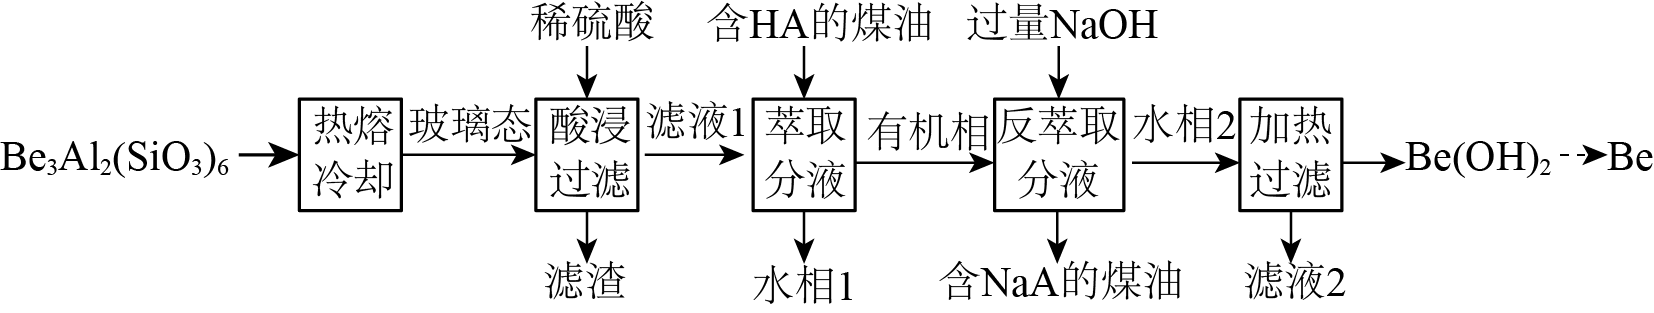 稀硫酸 含HA的煤油 过量NaOH
Be₃Al₂(SiO₃)₆ 热熔冷却 玻璃态 酸浸过滤 滤液1 萃取分液 有机相 反萃取分液 水相2 加热过滤 Be(OH)₂ Be
滤渣 水相1 含NaA的煤油 滤液2